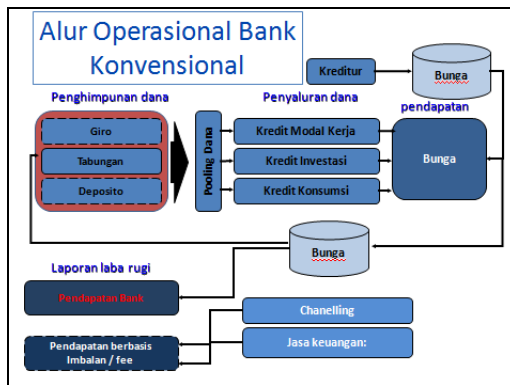 Alur Operasional Bank
Konvensional
Kreditur
Bunga
Penghimpunan dana
Penyaluran dana
pendapatan
Giro
Tabungan
Deposito
Pooling Dana
Kredit Modal Kerja
Kredit Investasi
Kredit Konsumsi
Bunga
Bunga
Laporan laba rugi
Pendapatan Bank
Chanelling
Pendapatan berbasis
Imbalan / fee
Jasa keuangan: